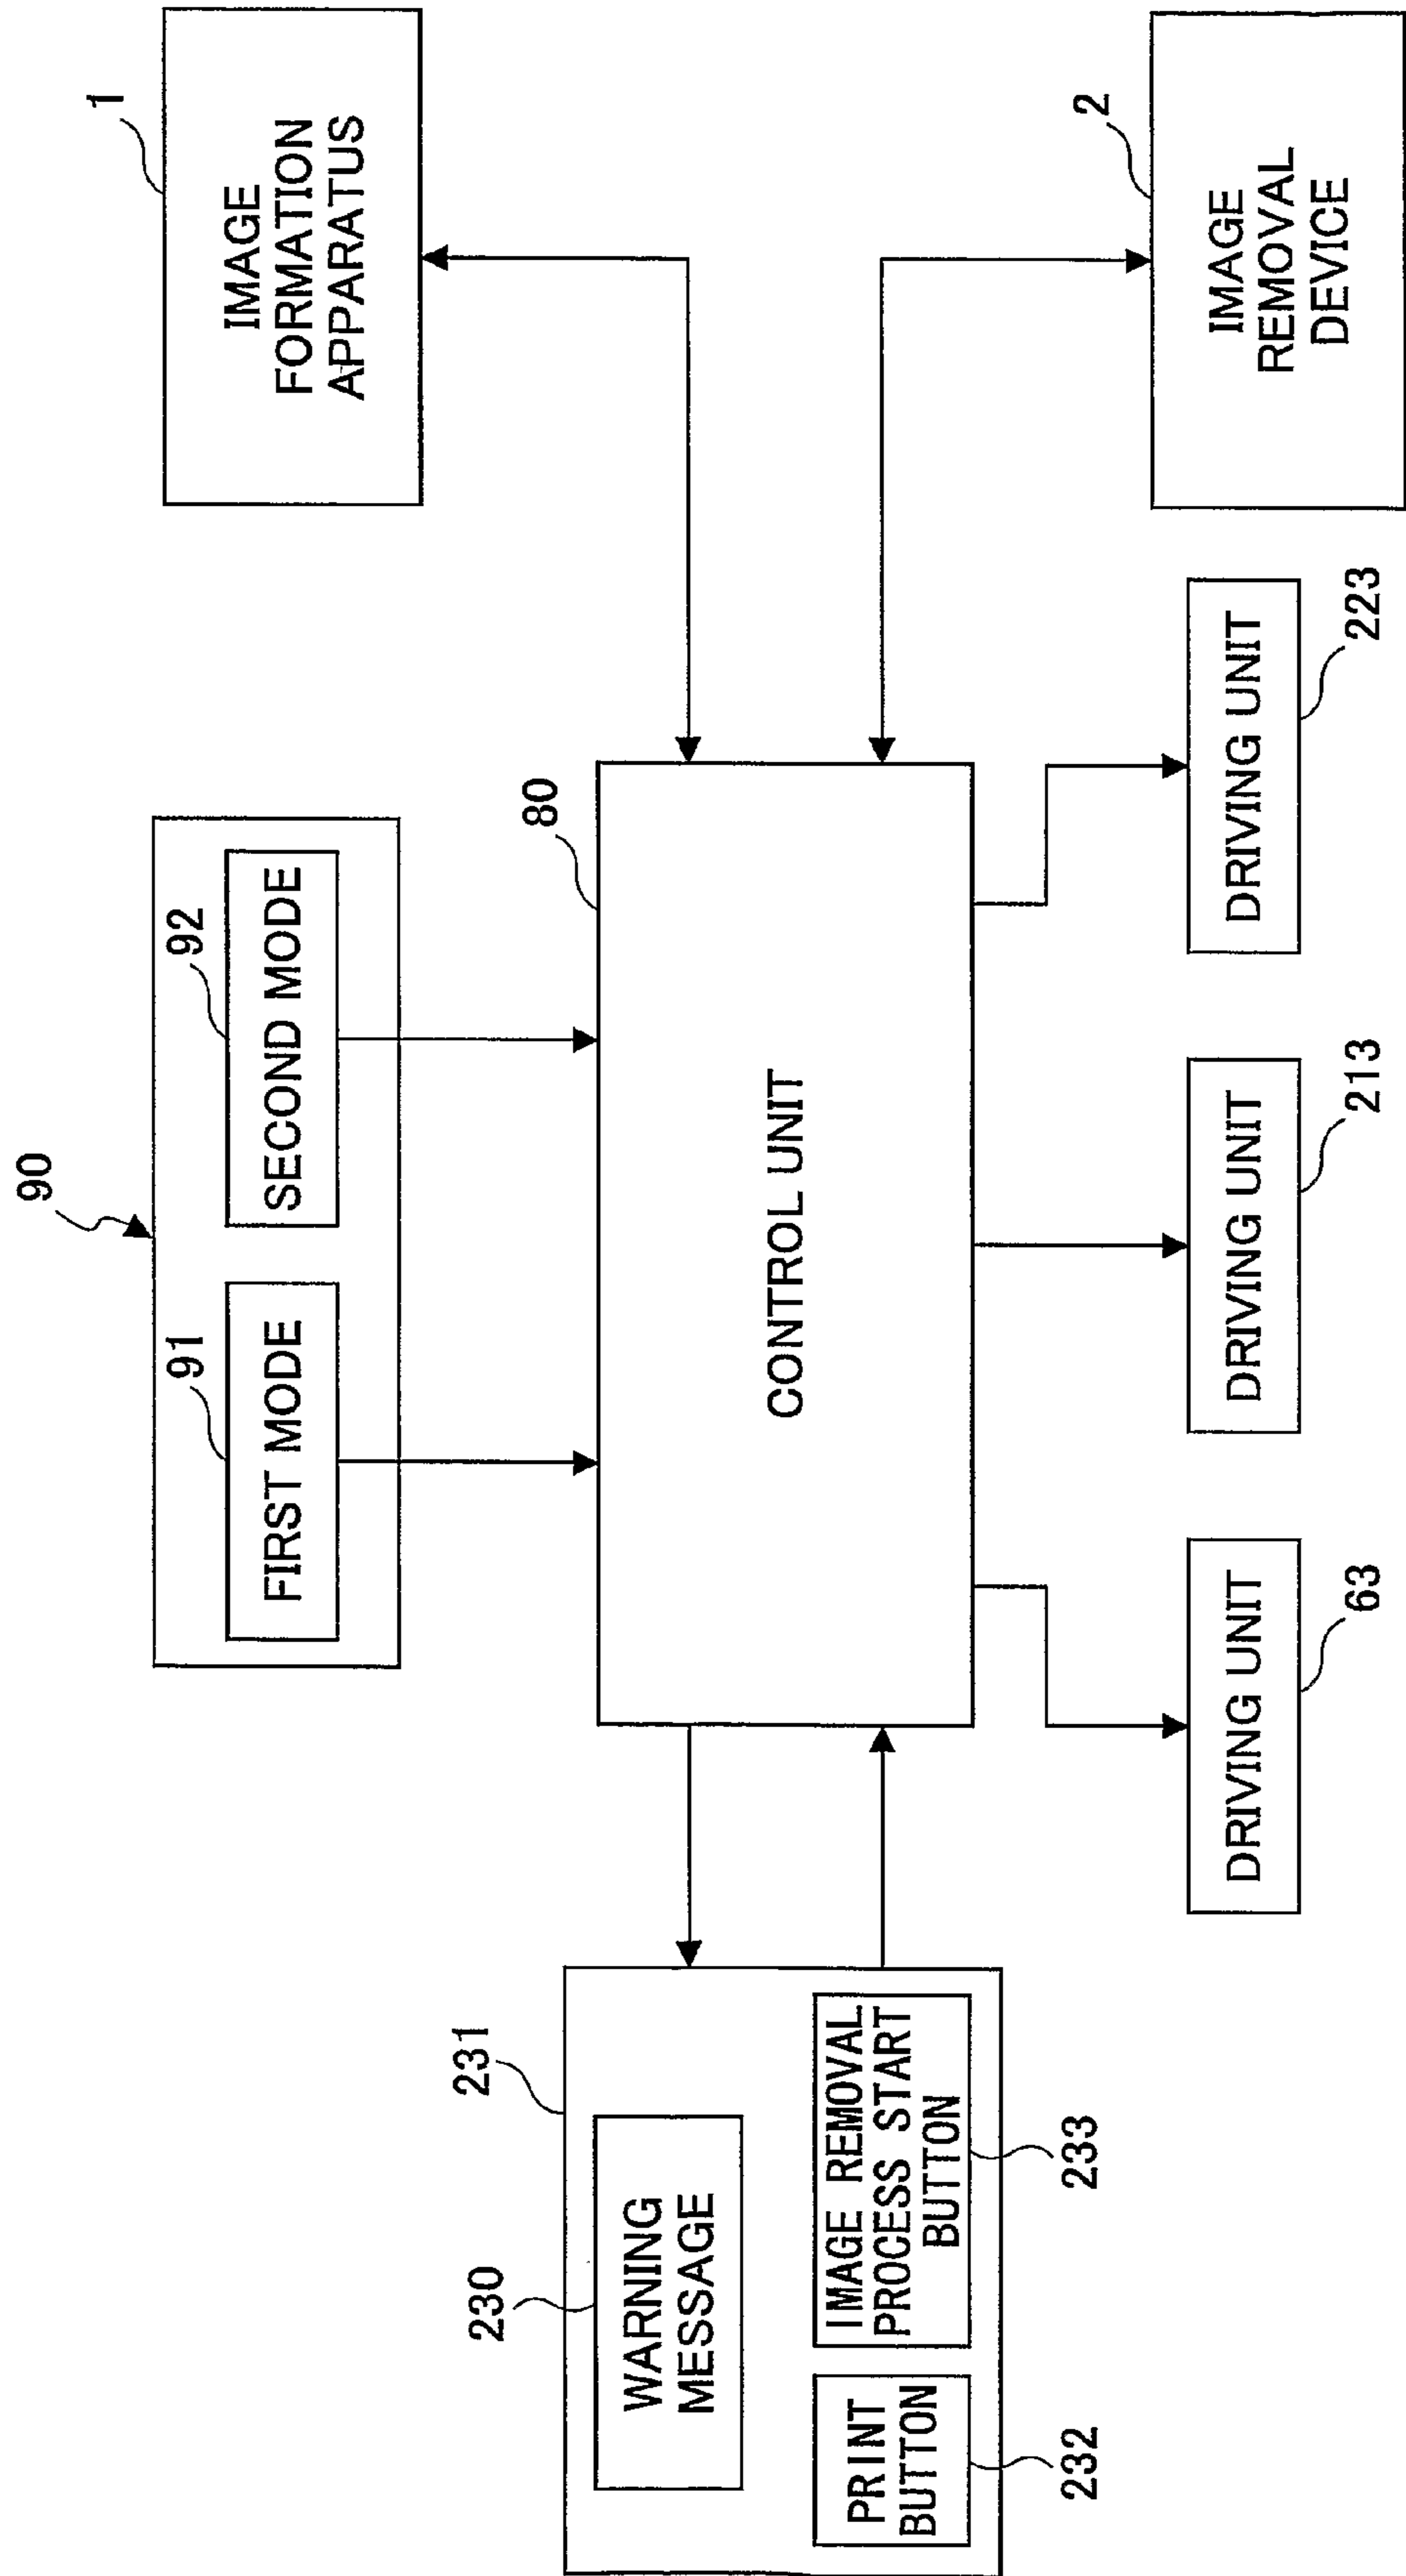 90
91
FIRST MODE
92
SECOND MODE
1
IMAGE
FORMATION
APPARATUS
231
230
WARNING
MESSAGE
PRINT
BUTTON
232
IMAGE REMOVAL
PROCESS START
BUTTON
233
80
CONTROL UNIT
2
IMAGE
REMOVAL
DEVICE
DRIVING UNIT
63
DRIVING UNIT
213
DRIVING UNIT
223